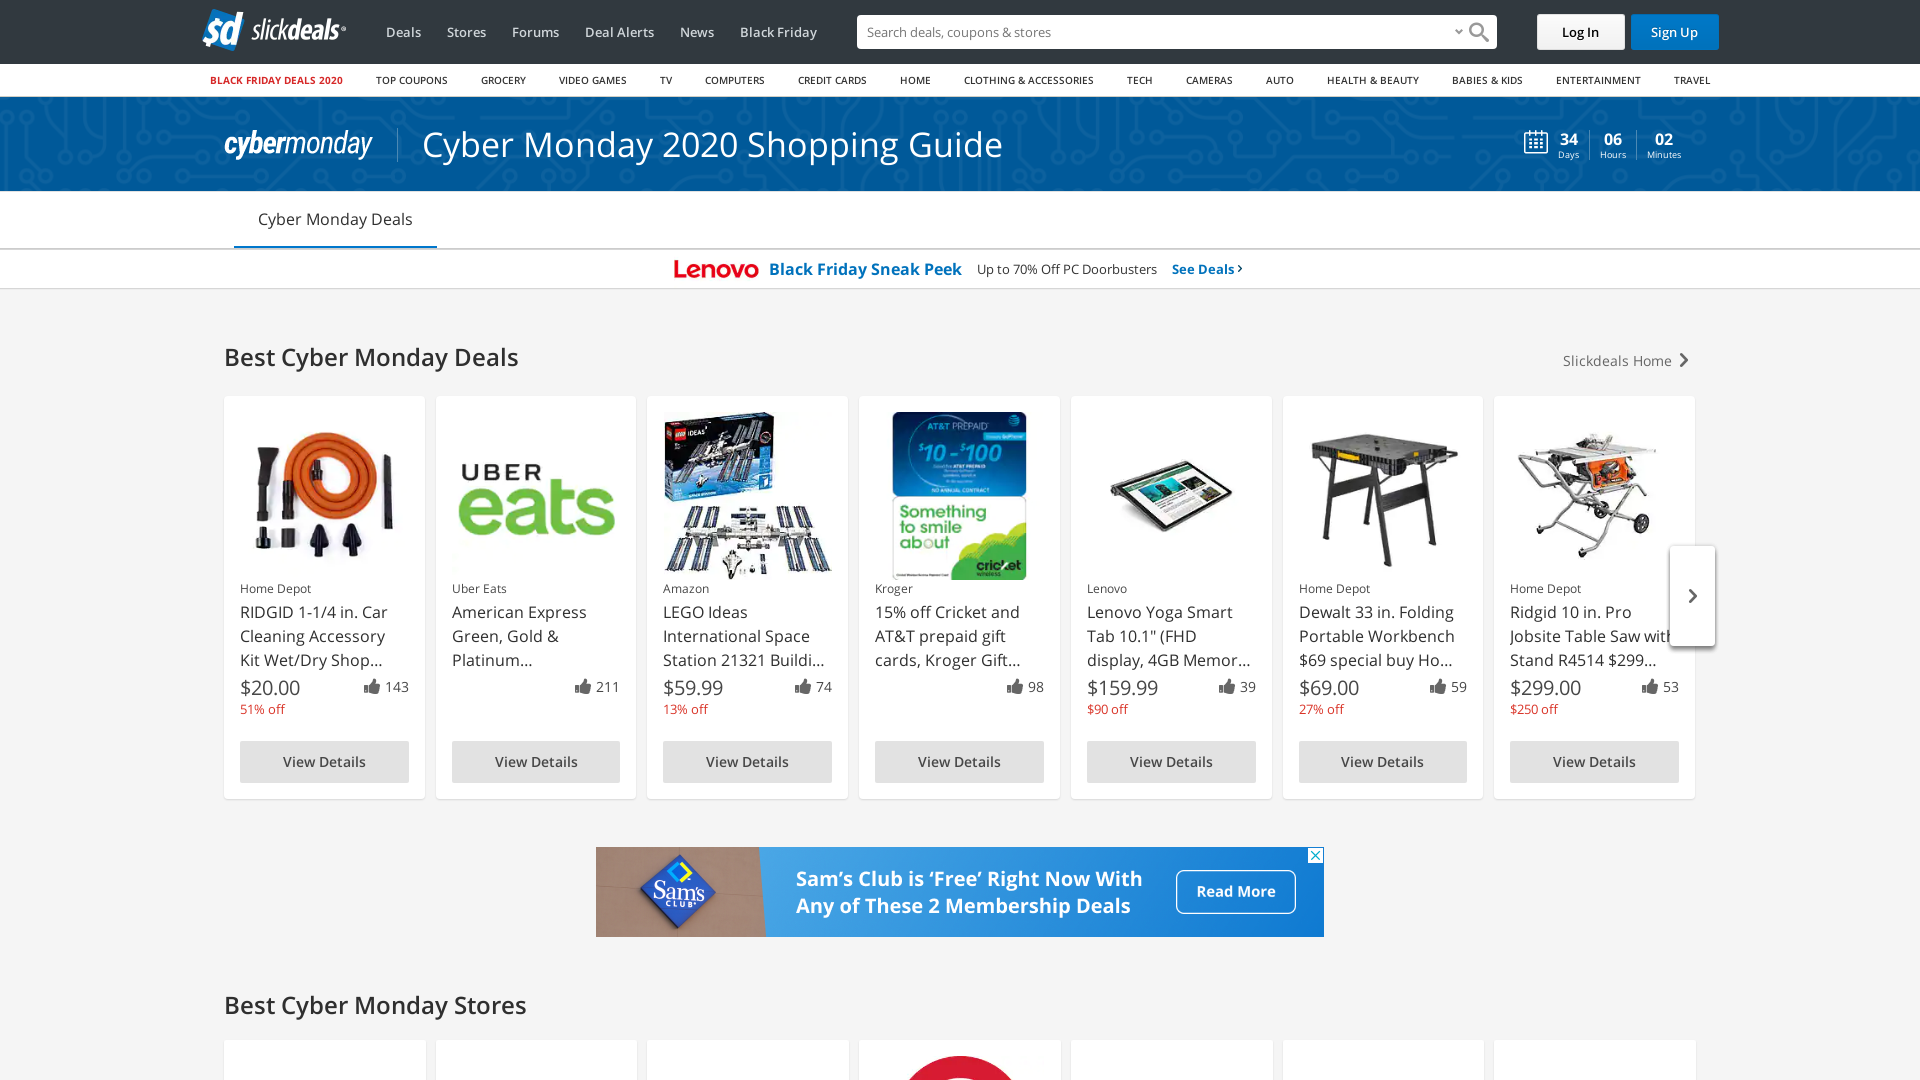 sd slickdeals
Deals
Stores
Forums
Deal Alerts
News
Black Friday
Search deals, coupons & stores
Log In
Sign Up
BLACK FRIDAY DEALS 2020
TOP COUPONS
GROCERY
VIDEO GAMES
TV
COMPUTERS
CREDIT CARDS
HOME
CLOTHING & ACCESSORIES
TECH
CAMERAS
AUTO
HEALTH & BEAUTY
BABIES & KIDS
ENTERTAINMENT
TRAVEL
cybermonday
Cyber Monday 2020 Shopping Guide
34 Days
06 Hours
02 Minutes
Cyber Monday Deals
Lenovo Black Friday Sneak Peek Up to 70% Off PC Doorbusters See Deals
Best Cyber Monday Deals
Slickdeals Home
Home Depot
RIDGID 1-1/4 in. Car
Cleaning Accessory
Kit Wet/Dry Shop...
$20.00
143
51% off
View Details
UBER
eats
Uber Eats
American Express
Green, Gold &
Platinum...
211
View Details
LEGO IDEAS
Amazon
LEGO Ideas
International Space
Station 21321 Buildi...
$59.99
74
13% off
View Details
AT&T PREPAID
$10 - $100
NO ANNUAL CONTRACT
Something
to smile
about
cricket
Kroger
15% off Cricket and
AT&T prepaid gift
cards, Kroger Gift...
98
View Details
Lenovo
Lenovo Yoga Smart
Tab 10.1" (FHD
display, 4GB Memor...
$159.99
39
$90 off
View Details
Home Depot
Dewalt 33 in. Folding
Portable Workbench
$69 special buy Ho...
$69.00
59
27% off
View Details
Home Depot
Ridgid 10 in. Pro
Jobsite Table Saw with
Stand R4514 $299...
$299.00
53
$250 off
View Details
Sam's
CLUB
Sam's Club is 'Free' Right Now With
Any of These 2 Membership Deals
Read More
Best Cyber Monday Stores